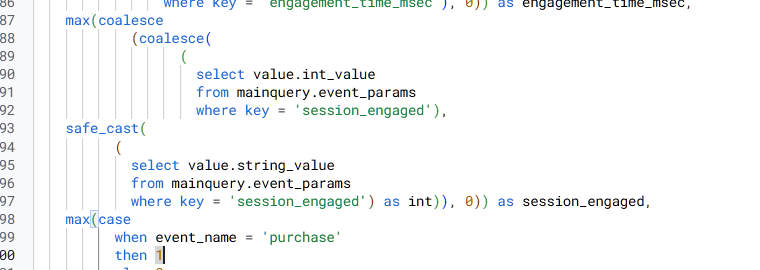 86 where key = 'engagement_time_msec'), 0)) as engagement_time_msec,
87 max(coalesce
88 (coalesce(
89 (
90 select value.int_value
91 from mainquery.event_params
92 where key = 'session_engaged'),
93 safe_cast(
94 (
95 select value.string_value
96 from mainquery.event_params
97 where key = 'session_engaged') as int)), 0)) as session_engaged,
98 max(case
99 when event_name = 'purchase'
00 then 1